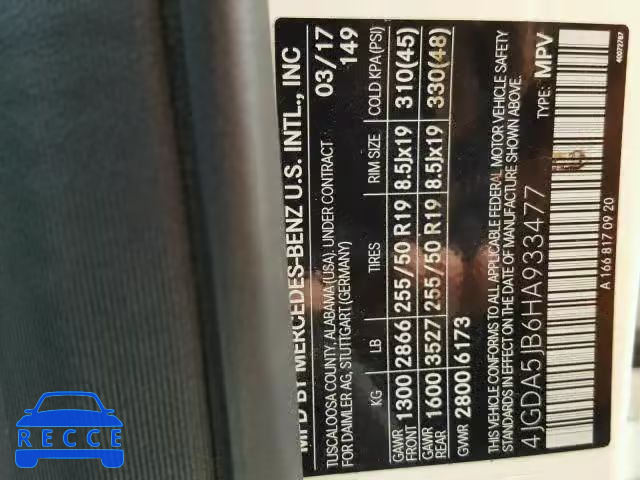 MFD BY MERCEDES-BENZ U.S. INTL., INC
TUSCALOOSA COUNTY, ALABAMA (USA), UNDER CONTRACT 03/17
FOR DAIMLER AG, STUTTGART (GERMANY) 149
KG LB TIRES RIM SIZE COLD KPA (PSI)
GAWR FRONT 1300 2866 255/50 R19 8.5Jx19 310(45)
GAWR REAR 1600 3527 255/50 R19 8.5Jx19 330(48)
GVWR 2800 6173
THIS VEHICLE CONFORMS TO ALL APPLICABLE FEDERAL MOTOR VEHICLE SAFETY
STANDARDS IN EFFECT ON THE DATE OF MANUFACTURE SHOWN ABOVE.
4JGDA5JB6HA933477 TYPE: MPV
A 166 817 09 20
40072767
RECCE